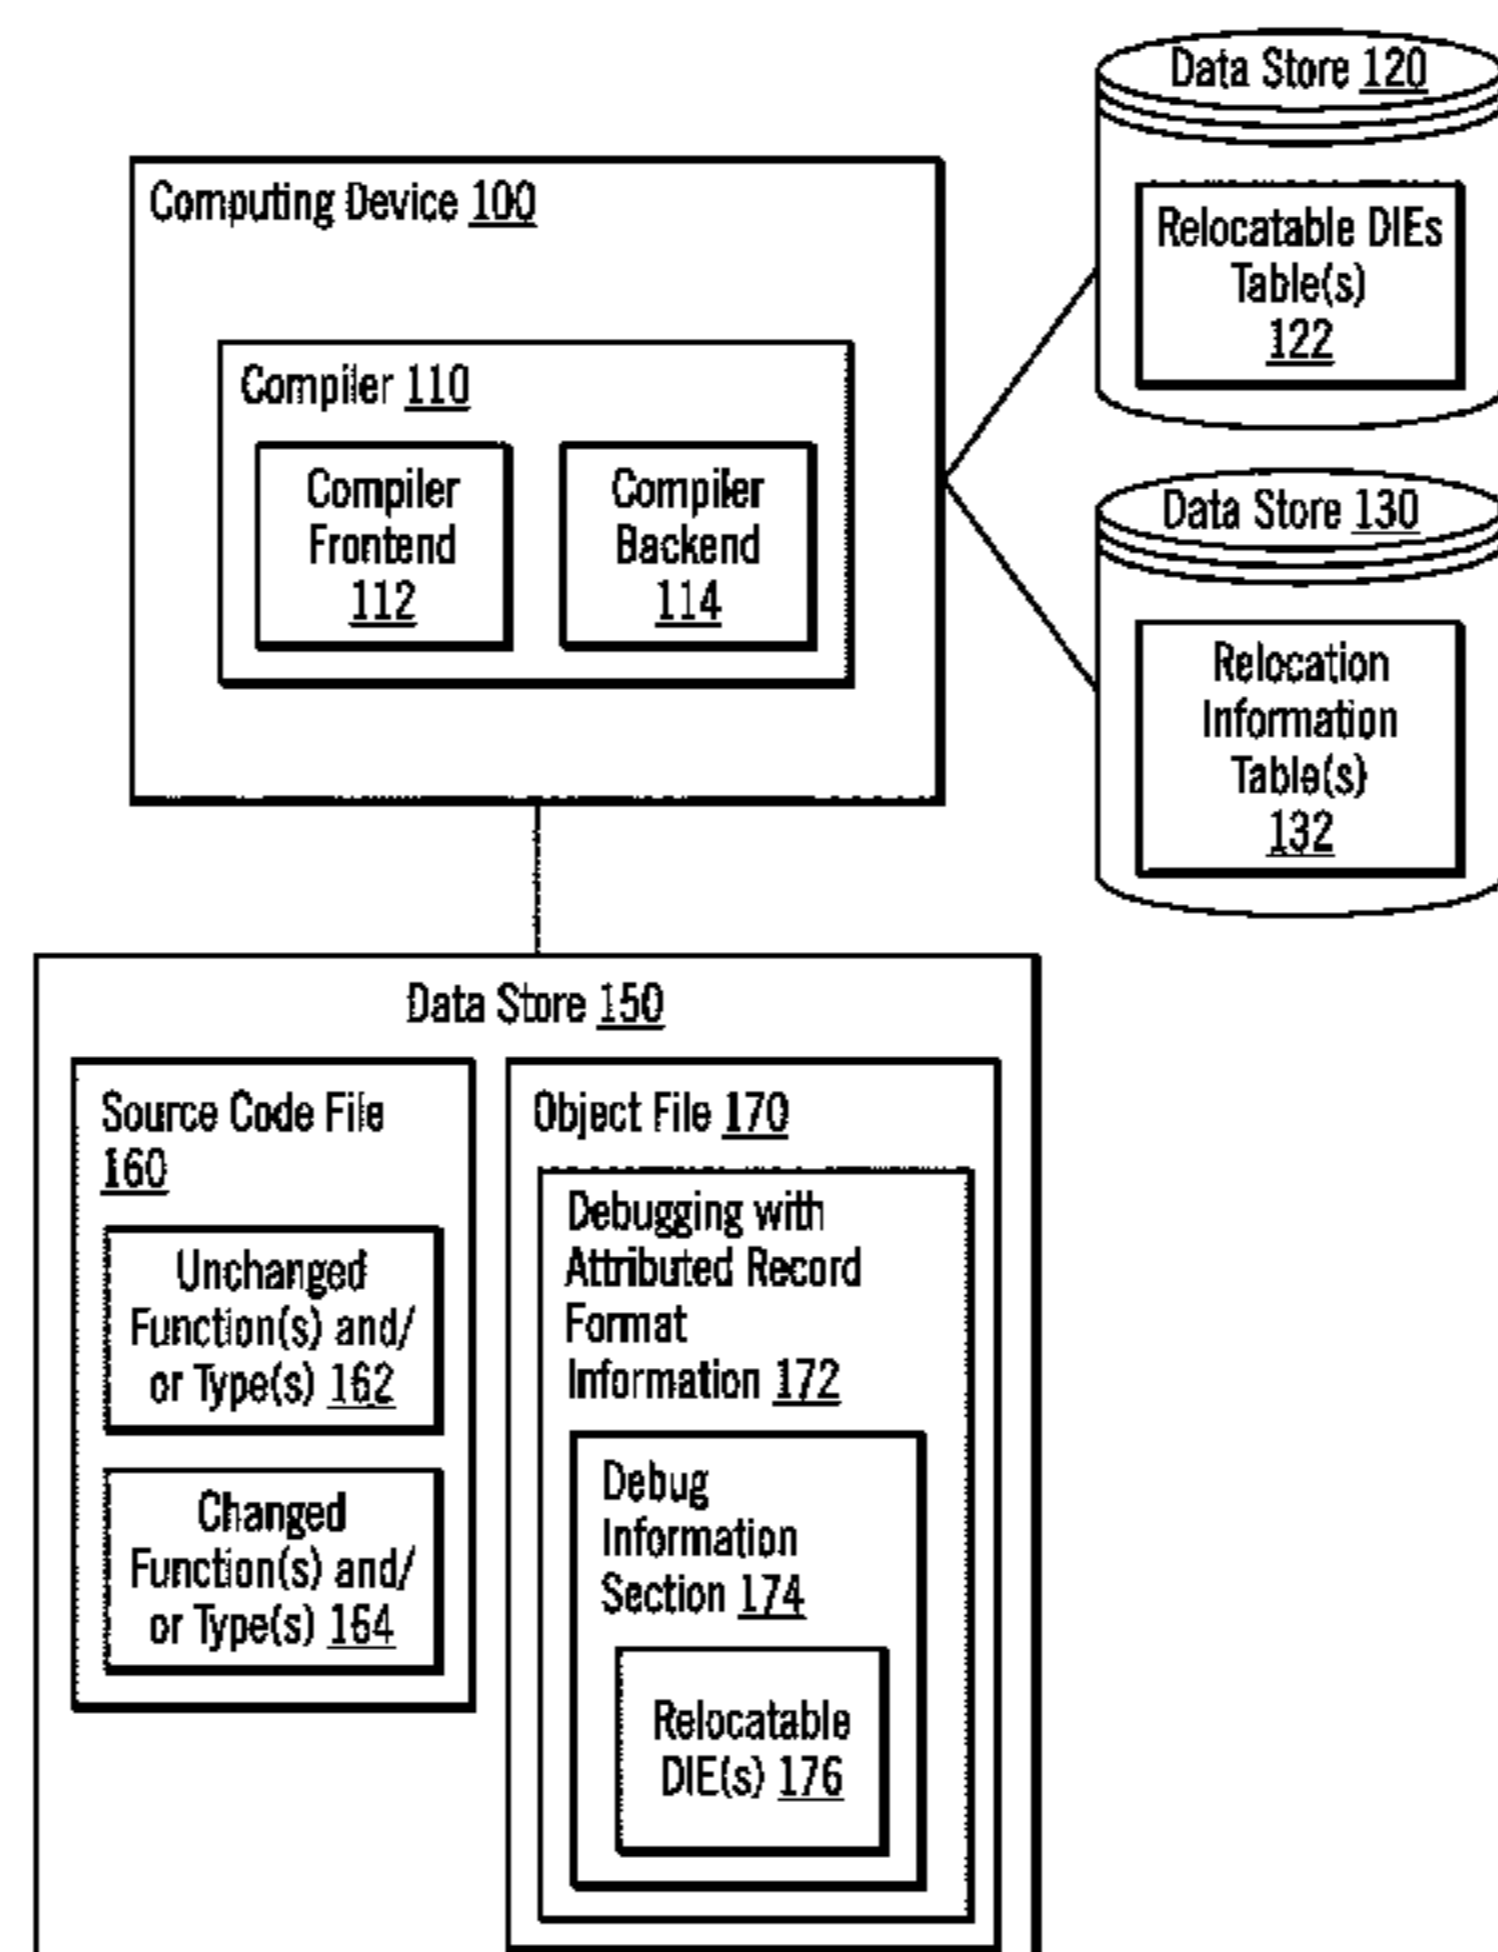 Data Store 120
Relocatable DIEs
Table(s)
122
Computing Device 100
Compiler 110
Compiler
Frontend
112
Compiler
Backend
114
Data Store 130
Relocation
Information
Table(s)
132
Data Store 150
Source Code File
160
Unchanged
Function(s) and/
or Type(s) 162
Changed
Function(s) and/
or Type(s) 164
Object File 170
Debugging with
Attributed Record
Format
Information 172
Debug
Information
Section 174
Relocatable
DIE(s) 176